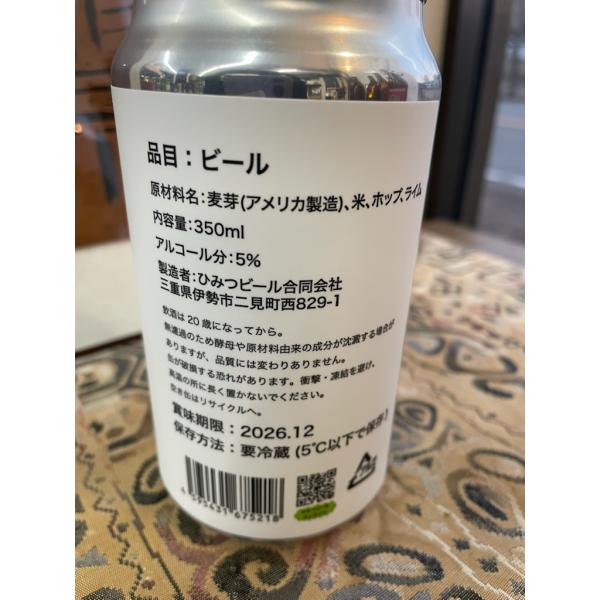 品目：ビール
原材料名：麦芽(アメリカ製造)、米、ホップ、ライム
内容量：350ml
アルコール分：5%
製造者：ひみつビール合同会社
三重県伊勢市二見町西829-1
飲酒は20歳になってから。
無濾過のため酵母や原材料由来の成分が沈澱する場合が
ありますが、品質には変わりありません。
缶が破損する恐れがあります。衝撃・凍結を避け、
高温の所に長く置かないでください。
空き缶はリサイクルへ。
賞味期限：2026.12
保存方法：要冷蔵 (5℃以下で保存)
4 595431 675218